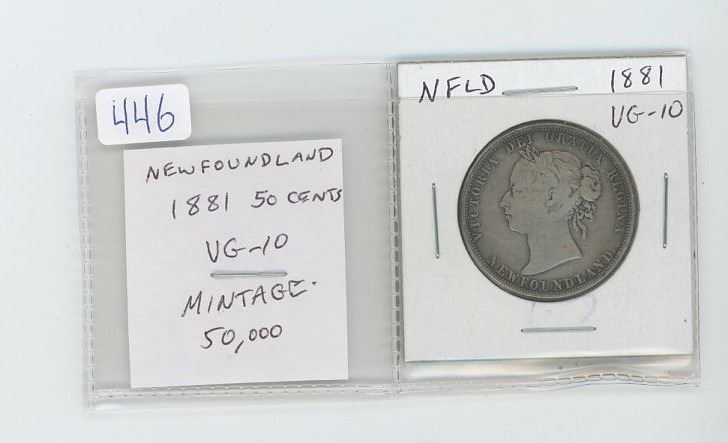 446
NEWFOUNDLAND
1881 50 CENTS
VG-10
MINTAGE.
50,000
NFLD 1881
VG-10
VICTORIA DEI GRATIA REGINA
NEWFOUNDLAND